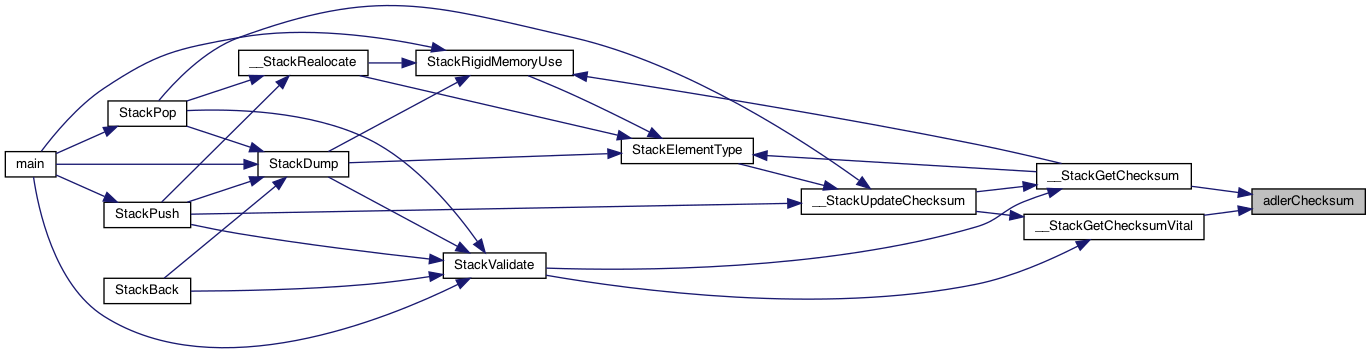 __StackRealocate
StackRigidMemoryUse
StackPop
StackElementType
main
StackDump
__StackGetChecksum
adlerChecksum
StackPush
__StackUpdateChecksum
__StackGetChecksumVital
StackValidate
StackBack